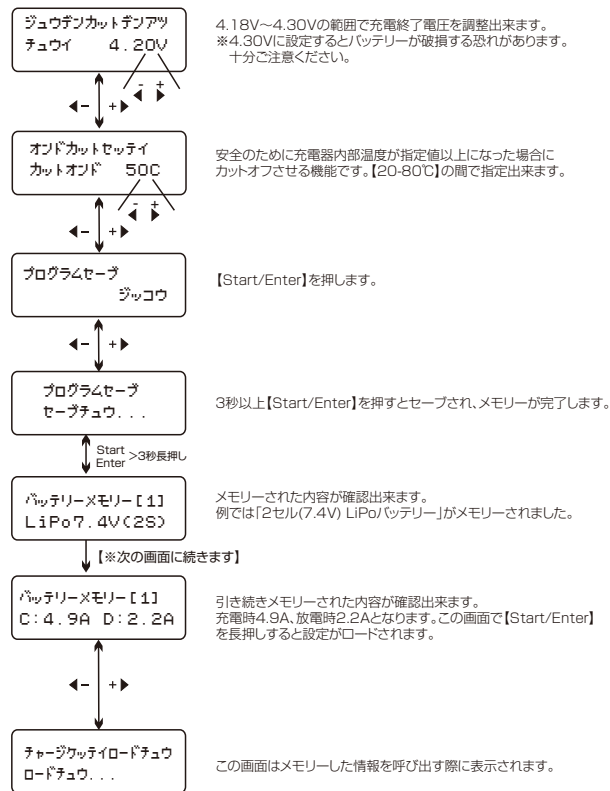 ジュウデンカットデンアツ
チュウイ 4.20V
4.18V〜4.30Vの範囲で充電終了電圧を調整出来ます。
※4.30Vに設定するとバッテリーが破損する恐れがあります。
十分ご注意ください。
◀− +▶
- +
◀ ▶
オンドカットセッテイ
カットオンド 50C
安全のために充電器内部温度が指定値以上になった場合に
カットオフさせる機能です。【20-80℃】の間で指定出来ます。
◀− +▶
- +
◀ ▶
プログラムセーブ
ジッコウ
【Start/Enter】を押します。
◀− +▶
プログラムセーブ
セーブチュウ...
3秒以上【Start/Enter】を押すとセーブされ、メモリーが完了します。
Start
Enter >3秒長押し
バッテリーメモリー[1]
LiPo7.4V(2S)
メモリーされた内容が確認出来ます。
例では「2セル(7.4V) LiPoバッテリー」がメモリーされました。
【※次の画面に続きます】
バッテリーメモリー[1]
C:4.9A D:2.2A
引き続きメモリーされた内容が確認出来ます。
充電時4.9A、放電時2.2Aとなります。この画面で【Start/Enter】
を長押しすると設定がロードされます。
◀− +▶
チャージケッテイロードチュウ
ロードチュウ...
この画面はメモリーした情報を呼び出す際に表示されます。